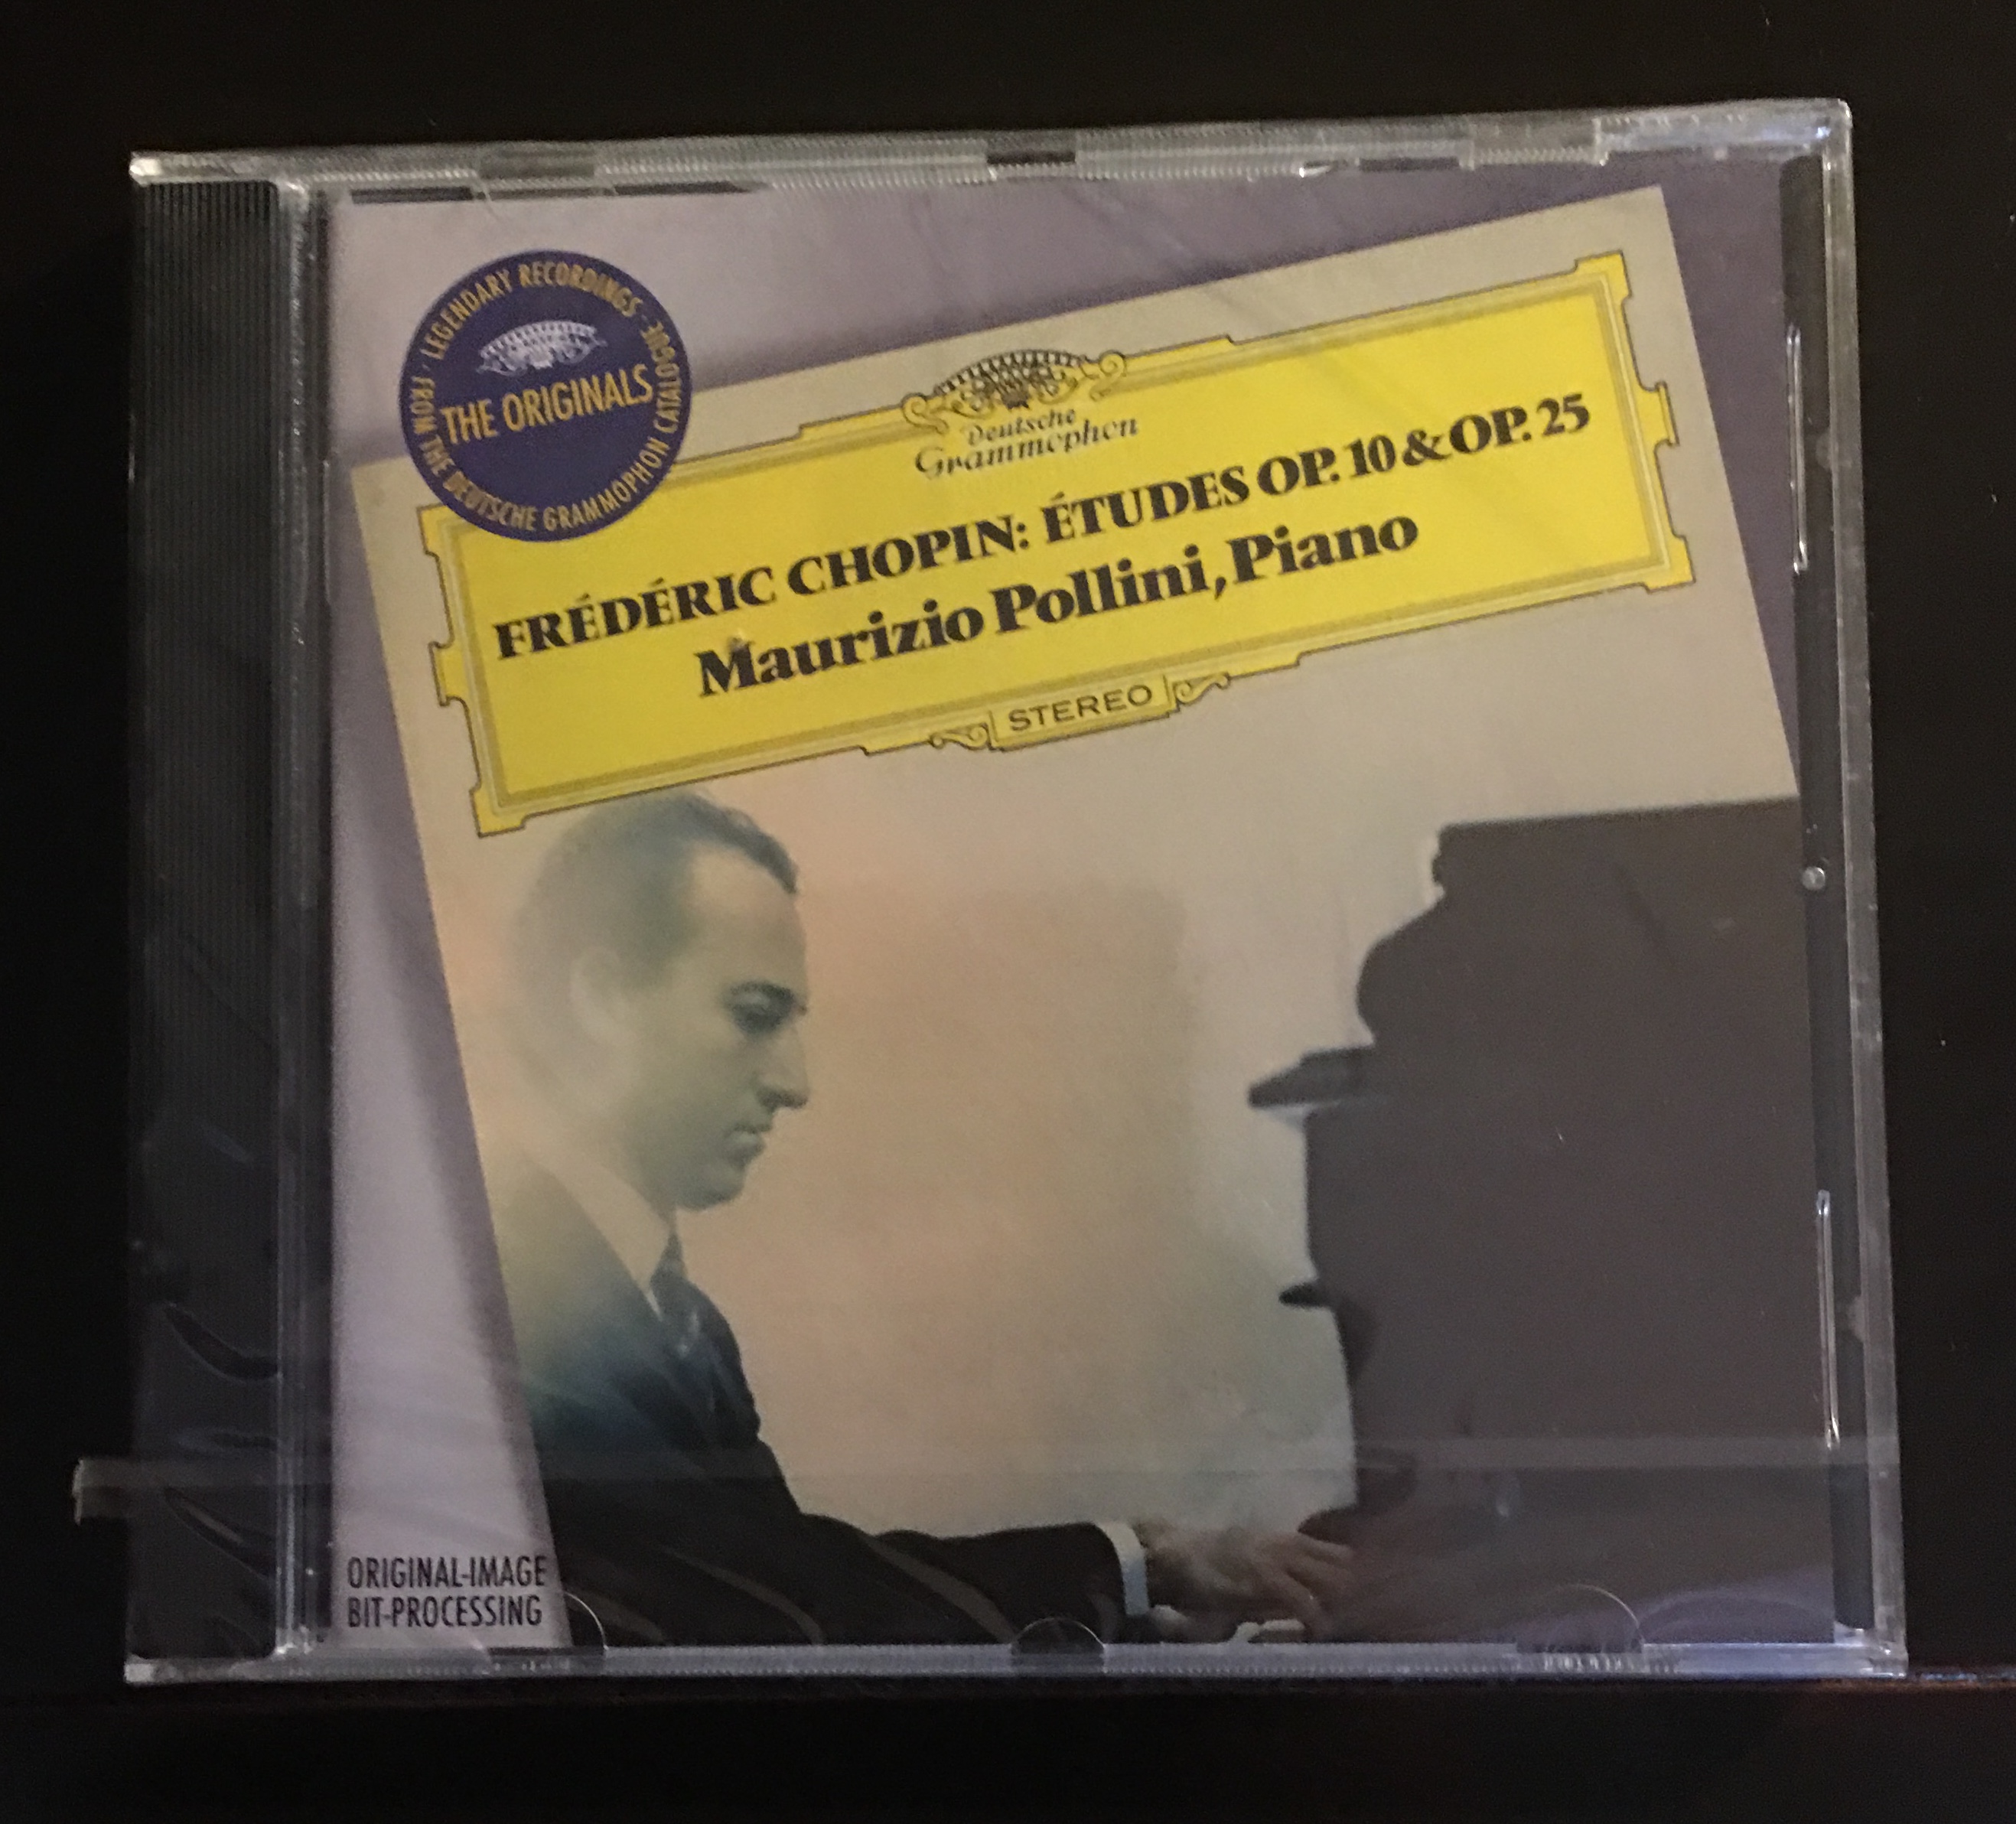 LEGENDARY RECORDINGS · FROM THE DEUTSCHE GRAMMOPHON CATALOGUE ·
THE ORIGINALS
Deutsche
Grammophon
FRÉDÉRIC CHOPIN: ÉTUDES OP. 10 & OP. 25
Maurizio Pollini, Piano
STEREO
ORIGINAL-IMAGE
BIT-PROCESSING